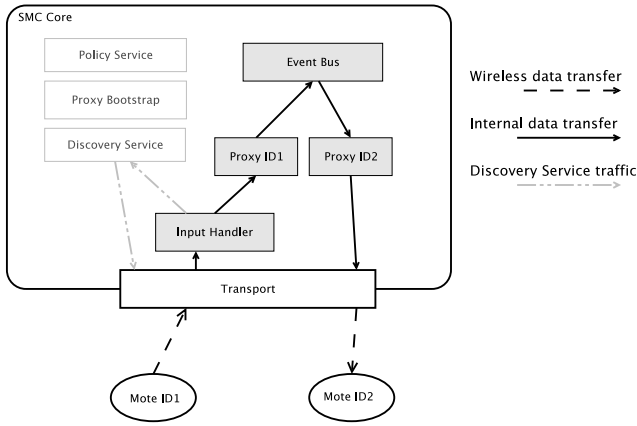 SMC Core
Policy Service
Proxy Bootstrap
Discovery Service
Event Bus
Proxy ID1
Proxy ID2
Input Handler
Transport
Mote ID1
Mote ID2
Wireless data transfer
Internal data transfer
Discovery Service traffic